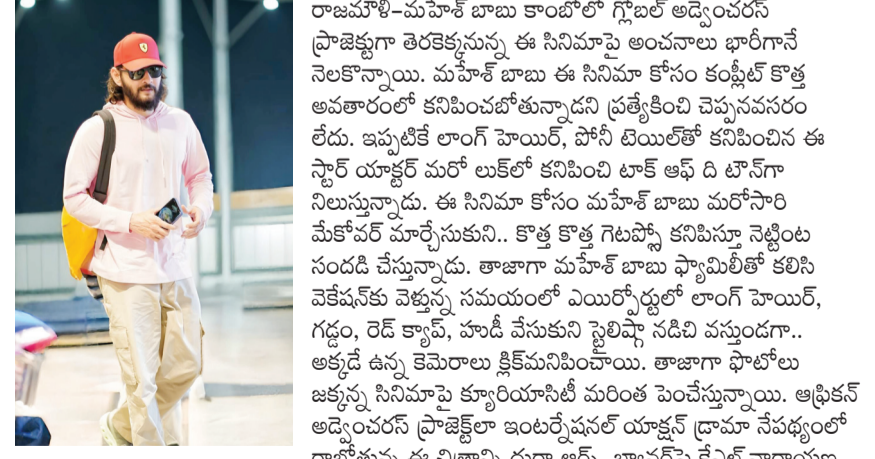 రాజమౌళి–మహేశ్ బాబు కాంబోలో గ్లోబల్ అడ్వెంచరస్
ప్రాజెక్టుగా తెరకెక్కనున్న ఈ సినిమాపై అంచనాలు భారీగానే
నెలకొన్నాయి. మహేశ్ బాబు ఈ సినిమా కోసం కంప్లీట్ కొత్త
అవతారంలో కనిపించబోతున్నాడని ప్రత్యేకించి చెప్పనవసరం
లేదు. ఇప్పటికే లాంగ్ హెయిర్, పోనీ టెయిల్‌తో కనిపించిన ఈ
స్టార్ యాక్టర్ మరో లుక్‌లో కనిపించి టాక్ ఆఫ్ ది టౌన్‌గా
నిలుస్తున్నాడు. ఈ సినిమా కోసం మహేశ్ బాబు మరోసారి
మేకోవర్ మార్చేసుకుని.. కొత్త కొత్త గెటప్స్లో కనిపిస్తూ నెట్టింట
సందడి చేస్తున్నాడు. తాజాగా మహేశ్ బాబు ఫ్యామిలీతో కలిసి
వెకేషన్‌కు వెళ్తున్న సమయంలో ఎయిర్పోర్టులో లాంగ్ హెయిర్,
గడ్డం, రెడ్ క్యాప్, హుడీ వేసుకుని స్టైలిష్గా నడిచి వస్తుండగా..
అక్కడే ఉన్న కెమెరాలు క్లిక్‌మనిపించాయి. తాజాగా ఫొటోలు
జక్కన్న సినిమాపై క్యూరియాసిటీ మరింత పెంచేస్తున్నాయి. ఆఫ్రికన్
అడ్వెంచరస్ ప్రాజెక్ట్‌లా ఇంటర్నేషనల్ యాక్షన్ డ్రామా నేపథ్యంలో